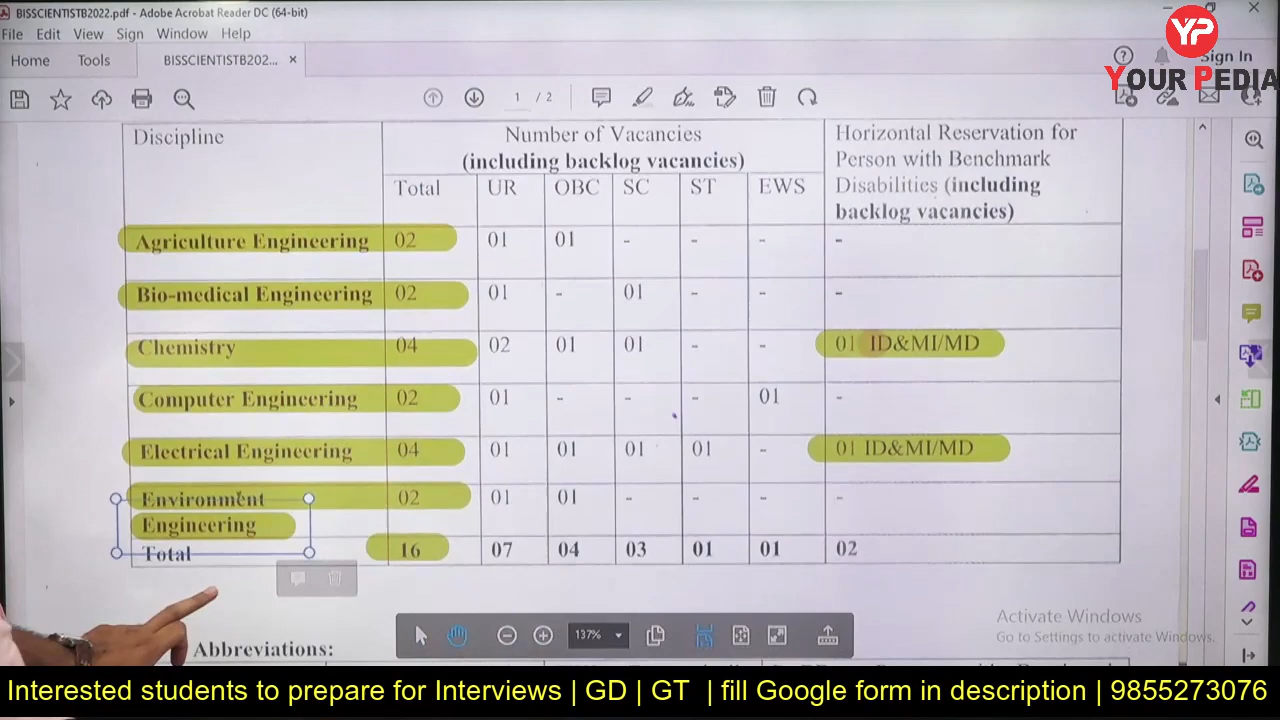 BISSCIENTISTB2022.pdf - Adobe Acrobat Reader DC (64-bit)
File Edit View Sign Window Help
Home Tools BISSCIENTISTB202... × Sign In
YP
YOUR PEDIA
1 / 2
Discipline
Number of Vacancies
(including backlog vacancies)
Horizontal Reservation for
Person with Benchmark
Disabilities (including
backlog vacancies)
Total UR OBC SC ST EWS
Agriculture Engineering 02 01 01 - - - -
Bio-medical Engineering 02 01 - 01 - - -
Chemistry 04 02 01 01 - - 01 ID&MI/MD
Computer Engineering 02 01 - - - 01 -
Electrical Engineering 04 01 01 01 01 - 01 ID&MI/MD
Environment 02 01 01 - - - -
Engineering
Total 16 07 04 03 01 01 02
Activate Windows
Go to Settings to activate Windows.
137%
Abbreviations:
Interested students to prepare for Interviews | GD | GT | fill Google form in description | 9855273076